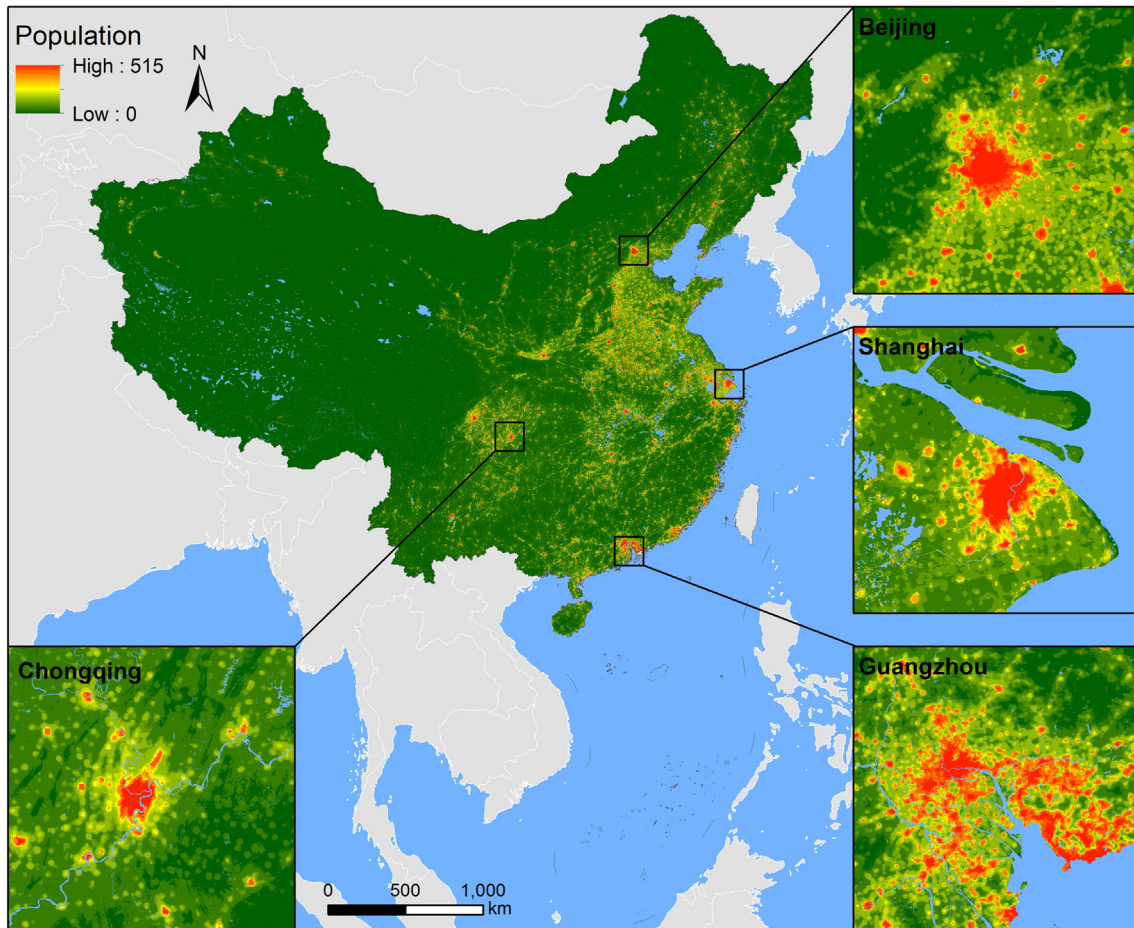 Population
High : 515
Low : 0
N
Beijing
Shanghai
Chongqing
Guangzhou
0 500 1,000
km